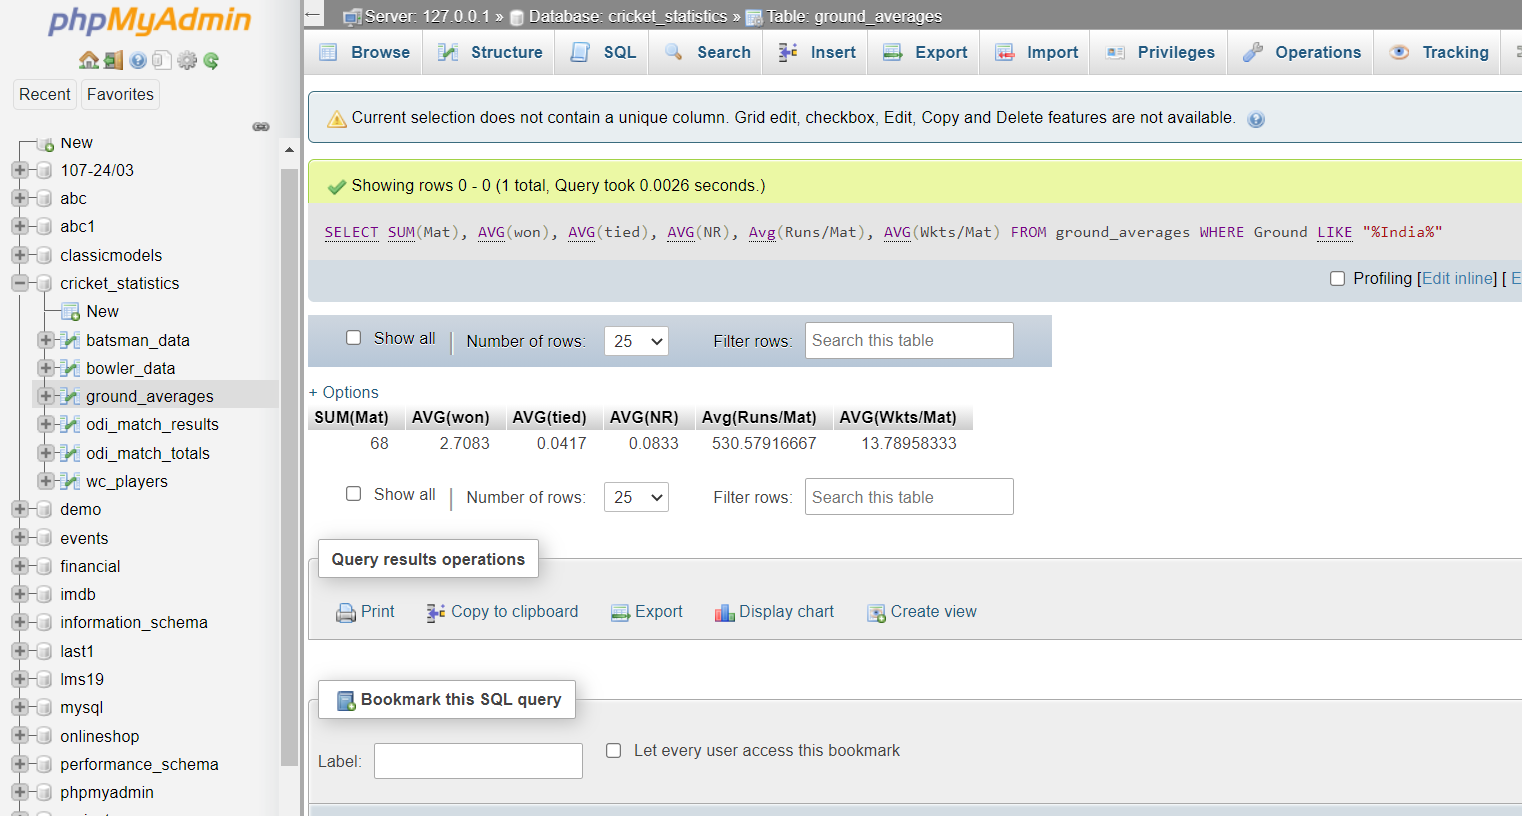 phpMyAdmin
Recent Favorites
New
107-24/03
abc
abc1
classicmodels
cricket_statistics
New
batsman_data
bowler_data
ground_averages
odi_match_results
odi_match_totals
wc_players
demo
events
financial
imdb
information_schema
last1
lms19
mysql
onlineshop
performance_schema
phpmyadmin
Server: 127.0.0.1 » Database: cricket_statistics » Table: ground_averages
Browse Structure SQL Search Insert Export Import Privileges Operations Tracking
Current selection does not contain a unique column. Grid edit, checkbox, Edit, Copy and Delete features are not available.
Showing rows 0 - 0 (1 total, Query took 0.0026 seconds.)
SELECT SUM(Mat), AVG(won), AVG(tied), AVG(NR), Avg(Runs/Mat), AVG(Wkts/Mat) FROM ground_averages WHERE Ground LIKE "%India%"
Profiling [Edit inline] [ E
Show all Number of rows: 25 Filter rows: Search this table
+ Options
SUM(Mat) AVG(won) AVG(tied) AVG(NR) Avg(Runs/Mat) AVG(Wkts/Mat)
68 2.7083 0.0417 0.0833 530.57916667 13.78958333
Show all Number of rows: 25 Filter rows: Search this table
Query results operations
Print Copy to clipboard Export Display chart Create view
Bookmark this SQL query
Label: Let every user access this bookmark